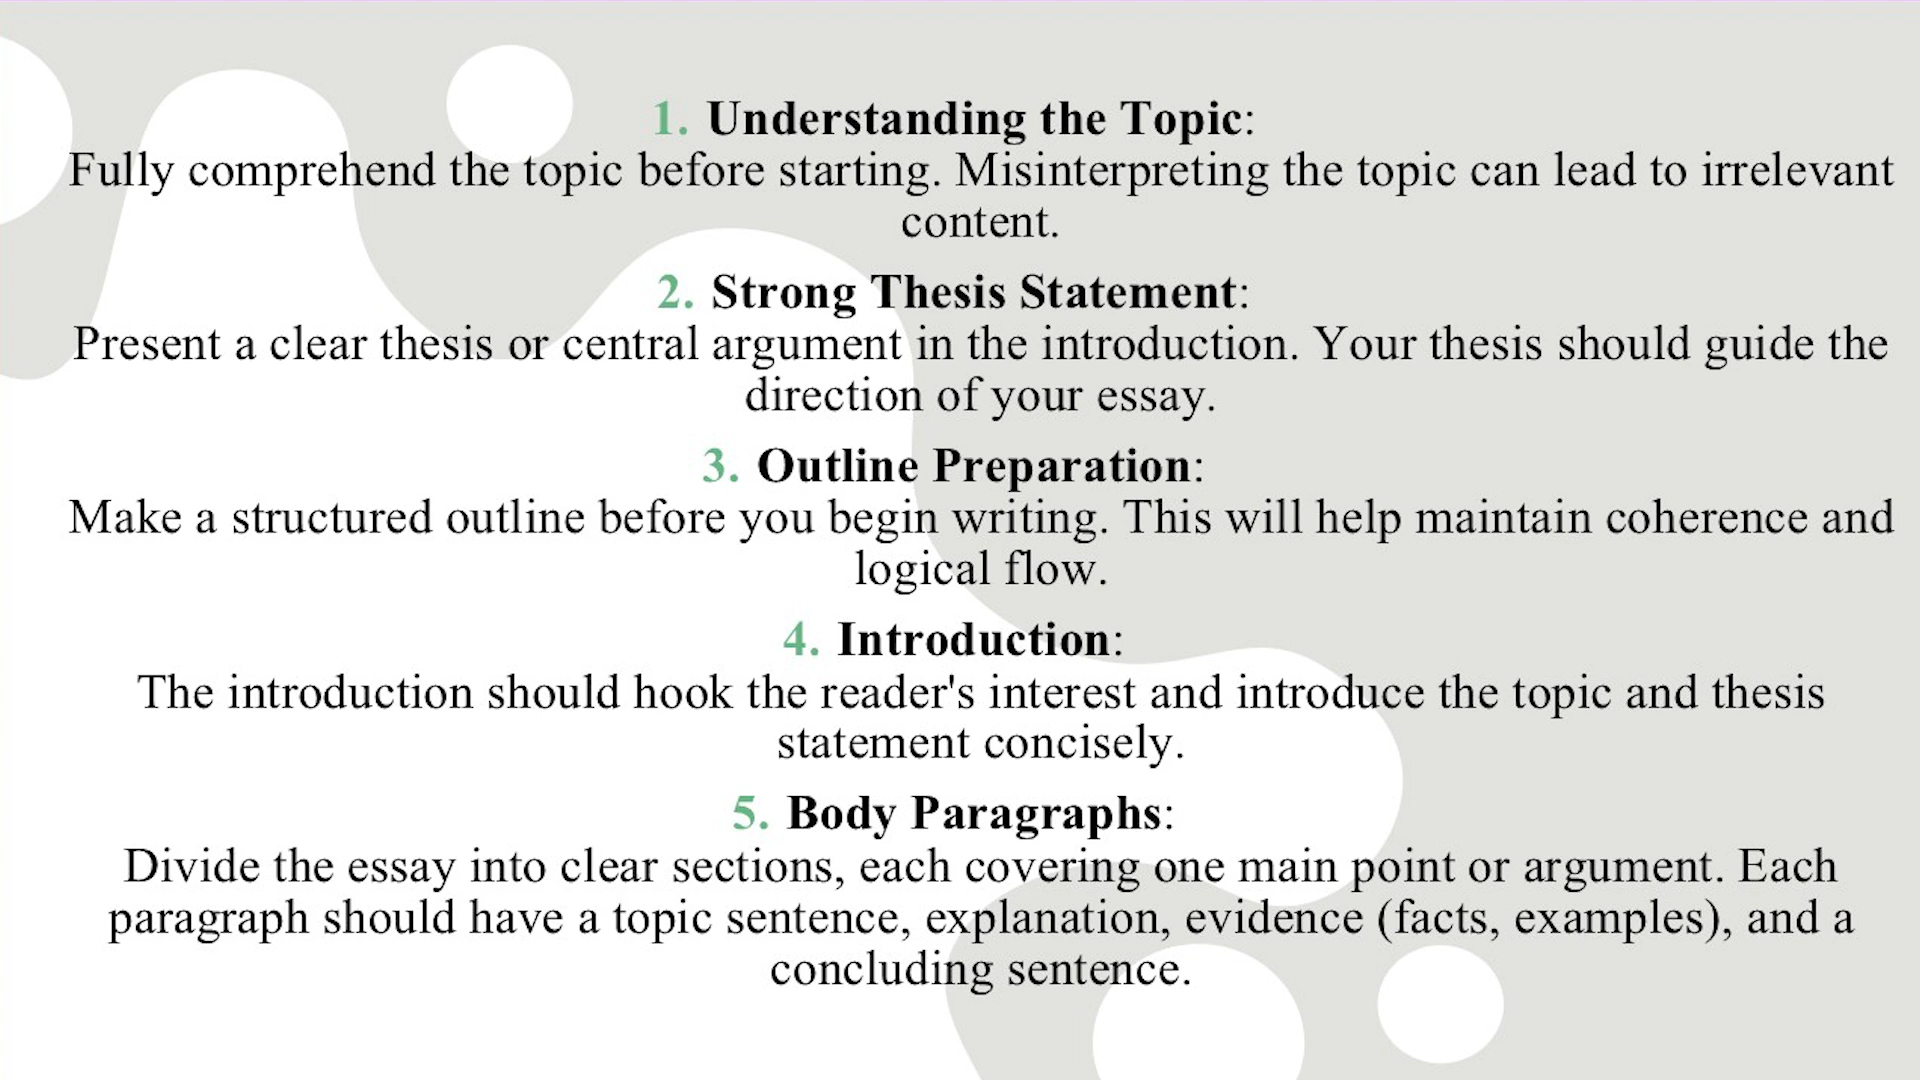 1. Understanding the Topic:
Fully comprehend the topic before starting. Misinterpreting the topic can lead to irrelevant
content.
2. Strong Thesis Statement:
Present a clear thesis or central argument in the introduction. Your thesis should guide the
direction of your essay.
3. Outline Preparation:
Make a structured outline before you begin writing. This will help maintain coherence and
logical flow.
4. Introduction:
The introduction should hook the reader's interest and introduce the topic and thesis
statement concisely.
5. Body Paragraphs:
Divide the essay into clear sections, each covering one main point or argument. Each
paragraph should have a topic sentence, explanation, evidence (facts, examples), and a
concluding sentence.